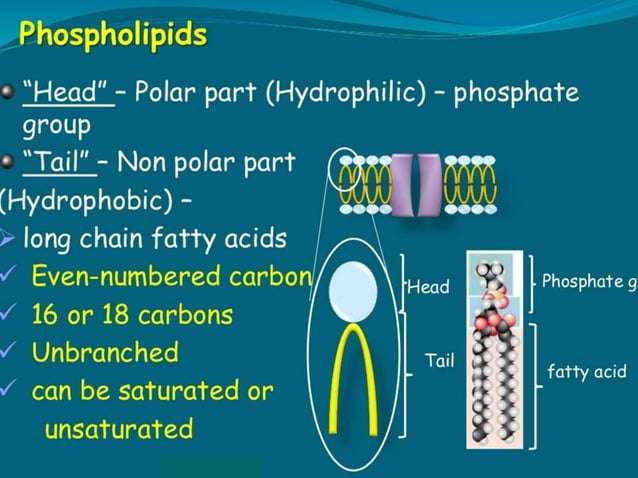 Phospholipids
“Head” – Polar part (Hydrophilic) – phosphate
group
“Tail” – Non polar part
(Hydrophobic) –
long chain fatty acids
Even-numbered carbon
16 or 18 carbons
Unbranched
can be saturated or
unsaturated
Head
Phosphate g
Tail
fatty acid